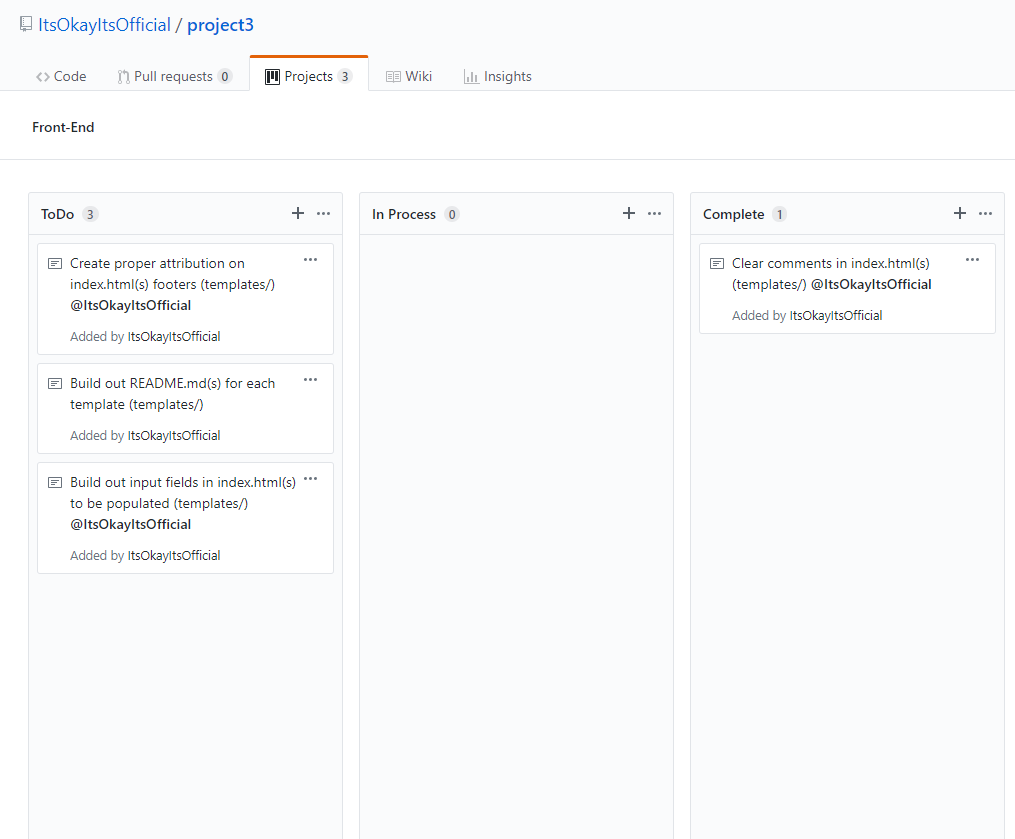 ItsOkayItsOfficial / project3
Code Pull requests 0 Projects 3 Wiki Insights
Front-End
ToDo 3
Create proper attribution on
index.html(s) footers (templates/)
@ItsOkayItsOfficial
Added by ItsOkayItsOfficial
Build out README.md(s) for each
template (templates/)
Added by ItsOkayItsOfficial
Build out input fields in index.html(s)
to be populated (templates/)
@ItsOkayItsOfficial
Added by ItsOkayItsOfficial
In Process 0
Complete 1
Clear comments in index.html(s)
(templates/) @ItsOkayItsOfficial
Added by ItsOkayItsOfficial